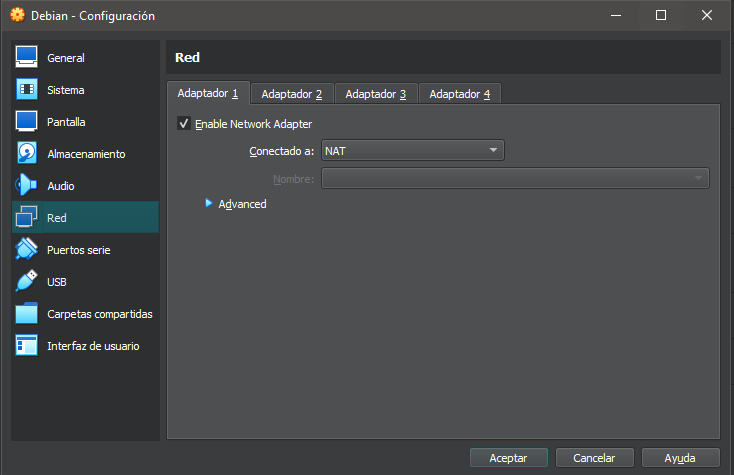 Debian - Configuración
General
Sistema
Pantalla
Almacenamiento
Audio
Red
Puertos serie
USB
Carpetas compartidas
Interfaz de usuario
Red
Adaptador 1 Adaptador 2 Adaptador 3 Adaptador 4
Enable Network Adapter
Conectado a: NAT
Nombre:
Advanced
Aceptar Cancelar Ayuda